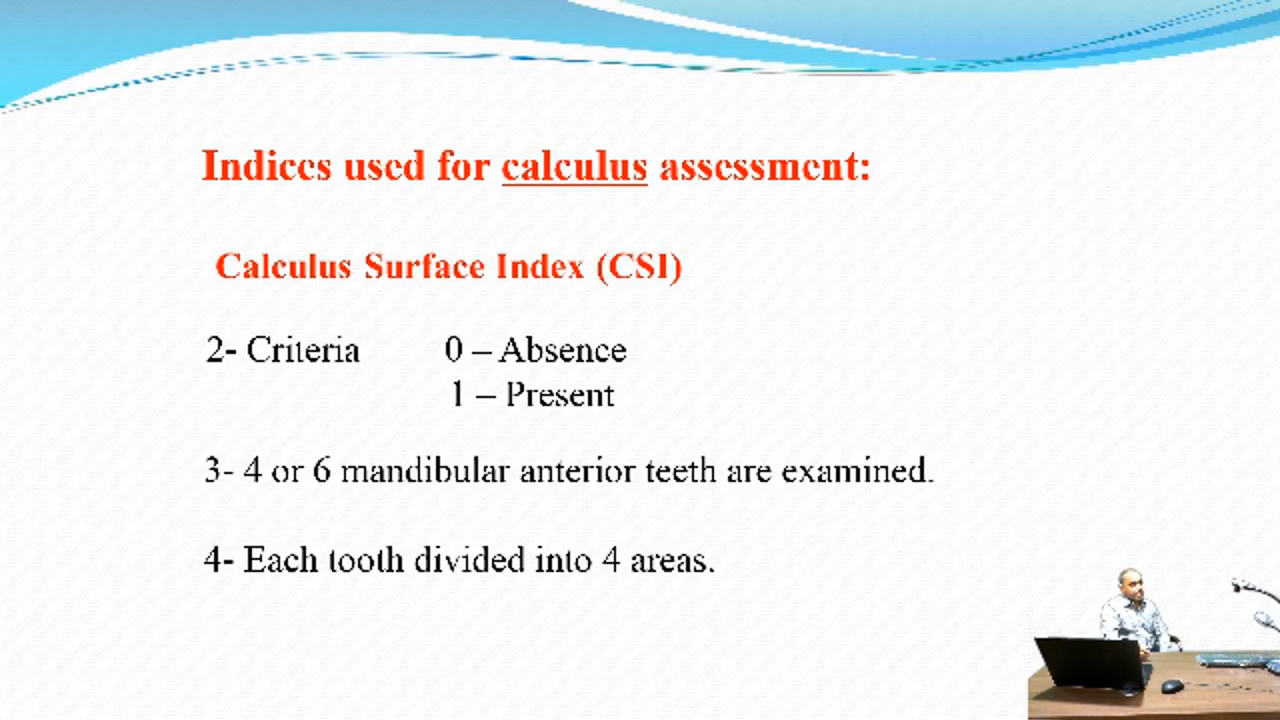 Indices used for calculus assessment:
Calculus Surface Index (CSI)
2- Criteria 0 – Absence
1 – Present
3- 4 or 6 mandibular anterior teeth are examined.
4- Each tooth divided into 4 areas.